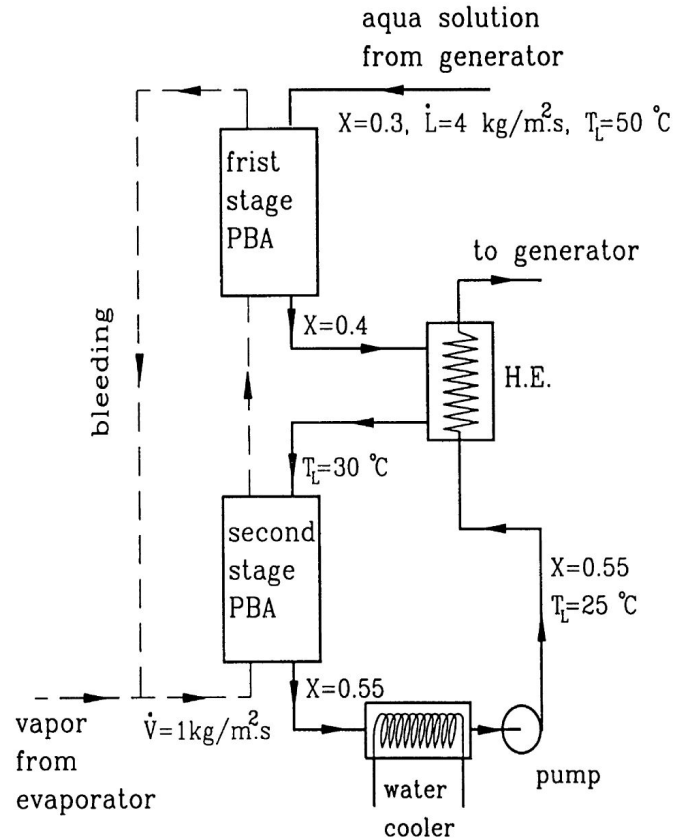 aqua solution
from generator
X=0.3, L̇=4 kg/m².s, T_L=50 °C
frist
stage
PBA
to generator
X=0.4
H.E.
bleeding
T_L=30 °C
second
stage
PBA
X=0.55
T_L=25 °C
X=0.55
V̇=1kg/m².s
vapor
from
evaporator
pump
water
cooler